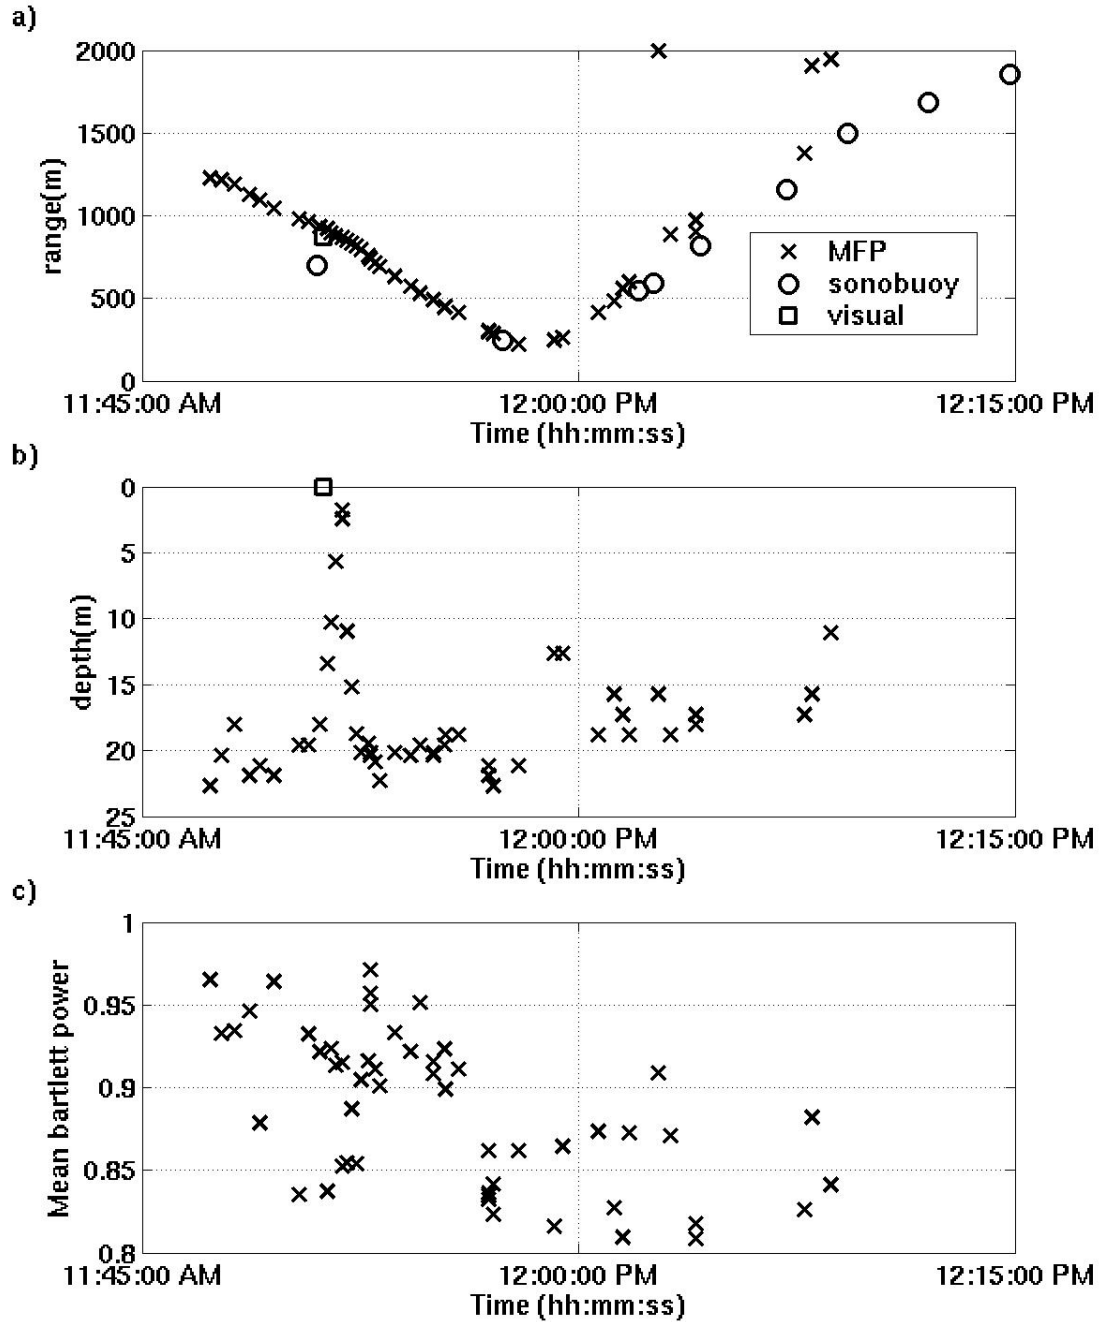 a)
2000
1500
1000
500
0
range(m)
11:45:00 AM 12:00:00 PM 12:15:00 PM
Time (hh:mm:ss)
MFP
sonobuoy
visual
b)
0
5
10
15
20
25
depth(m)
11:45:00 AM 12:00:00 PM 12:15:00 PM
Time (hh:mm:ss)
c)
1
0.95
0.9
0.85
0.8
Mean bartlett power
11:45:00 AM 12:00:00 PM 12:15:00 PM
Time (hh:mm:ss)